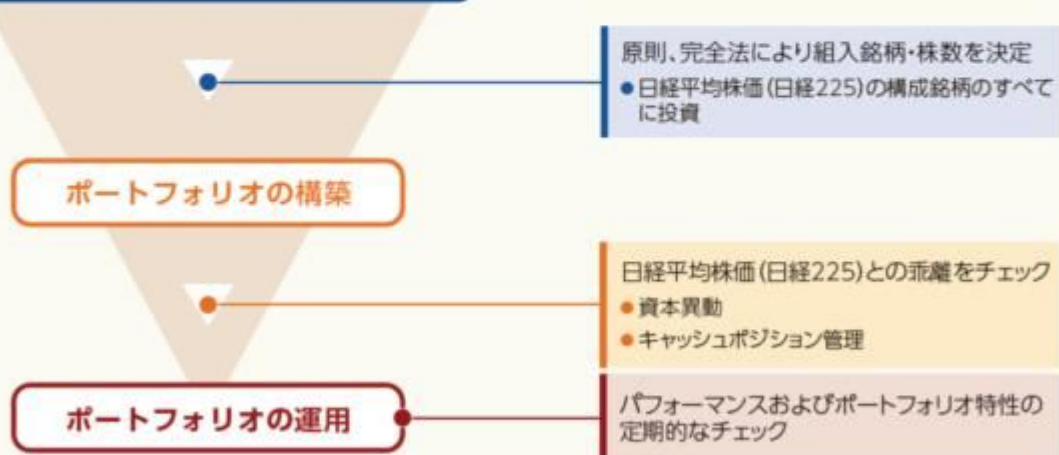 原則、完全法により組入銘柄・株数を決定
●日経平均株価(日経225)の構成銘柄のすべて
に投資
ポートフォリオの構築
日経平均株価(日経225)との乖離をチェック
●資本異動
●キャッシュポジション管理
ポートフォリオの運用
パフォーマンスおよびポートフォリオ特性の
定期的なチェック